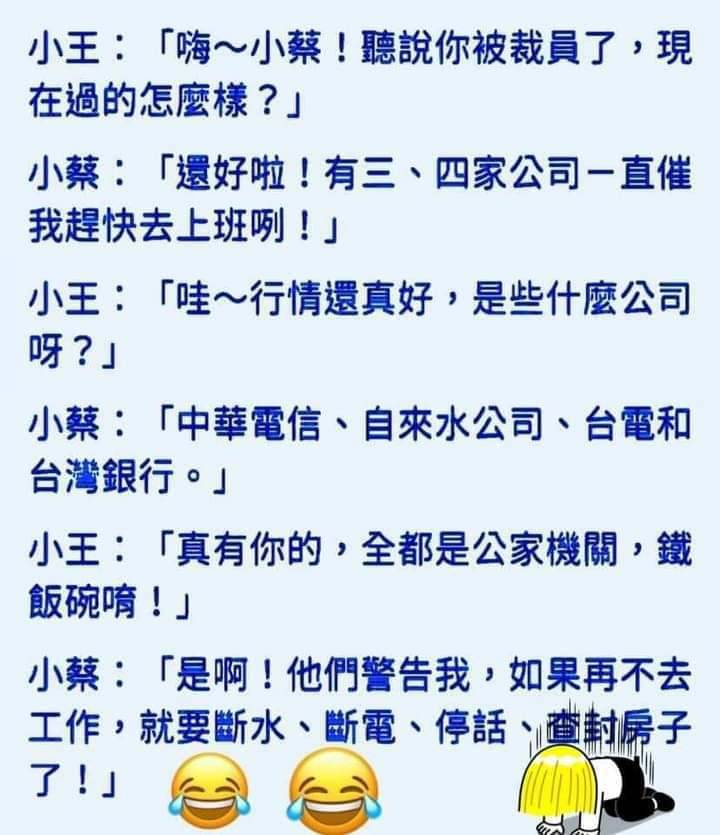 小王：「嗨～小蔡！聽說你被裁員了，現
在過的怎麼樣？」
小蔡：「還好啦！有三、四家公司一直催
我趕快去上班咧！」
小王：「哇～行情還真好，是些什麼公司
呀？」
小蔡：「中華電信、自來水公司、台電和
台灣銀行。」
小王：「真有你的，全都是公家機關，鐵
飯碗唷！」
小蔡：「是啊！他們警告我，如果再不去
工作，就要斷水、斷電、停話、查封房子
了！」